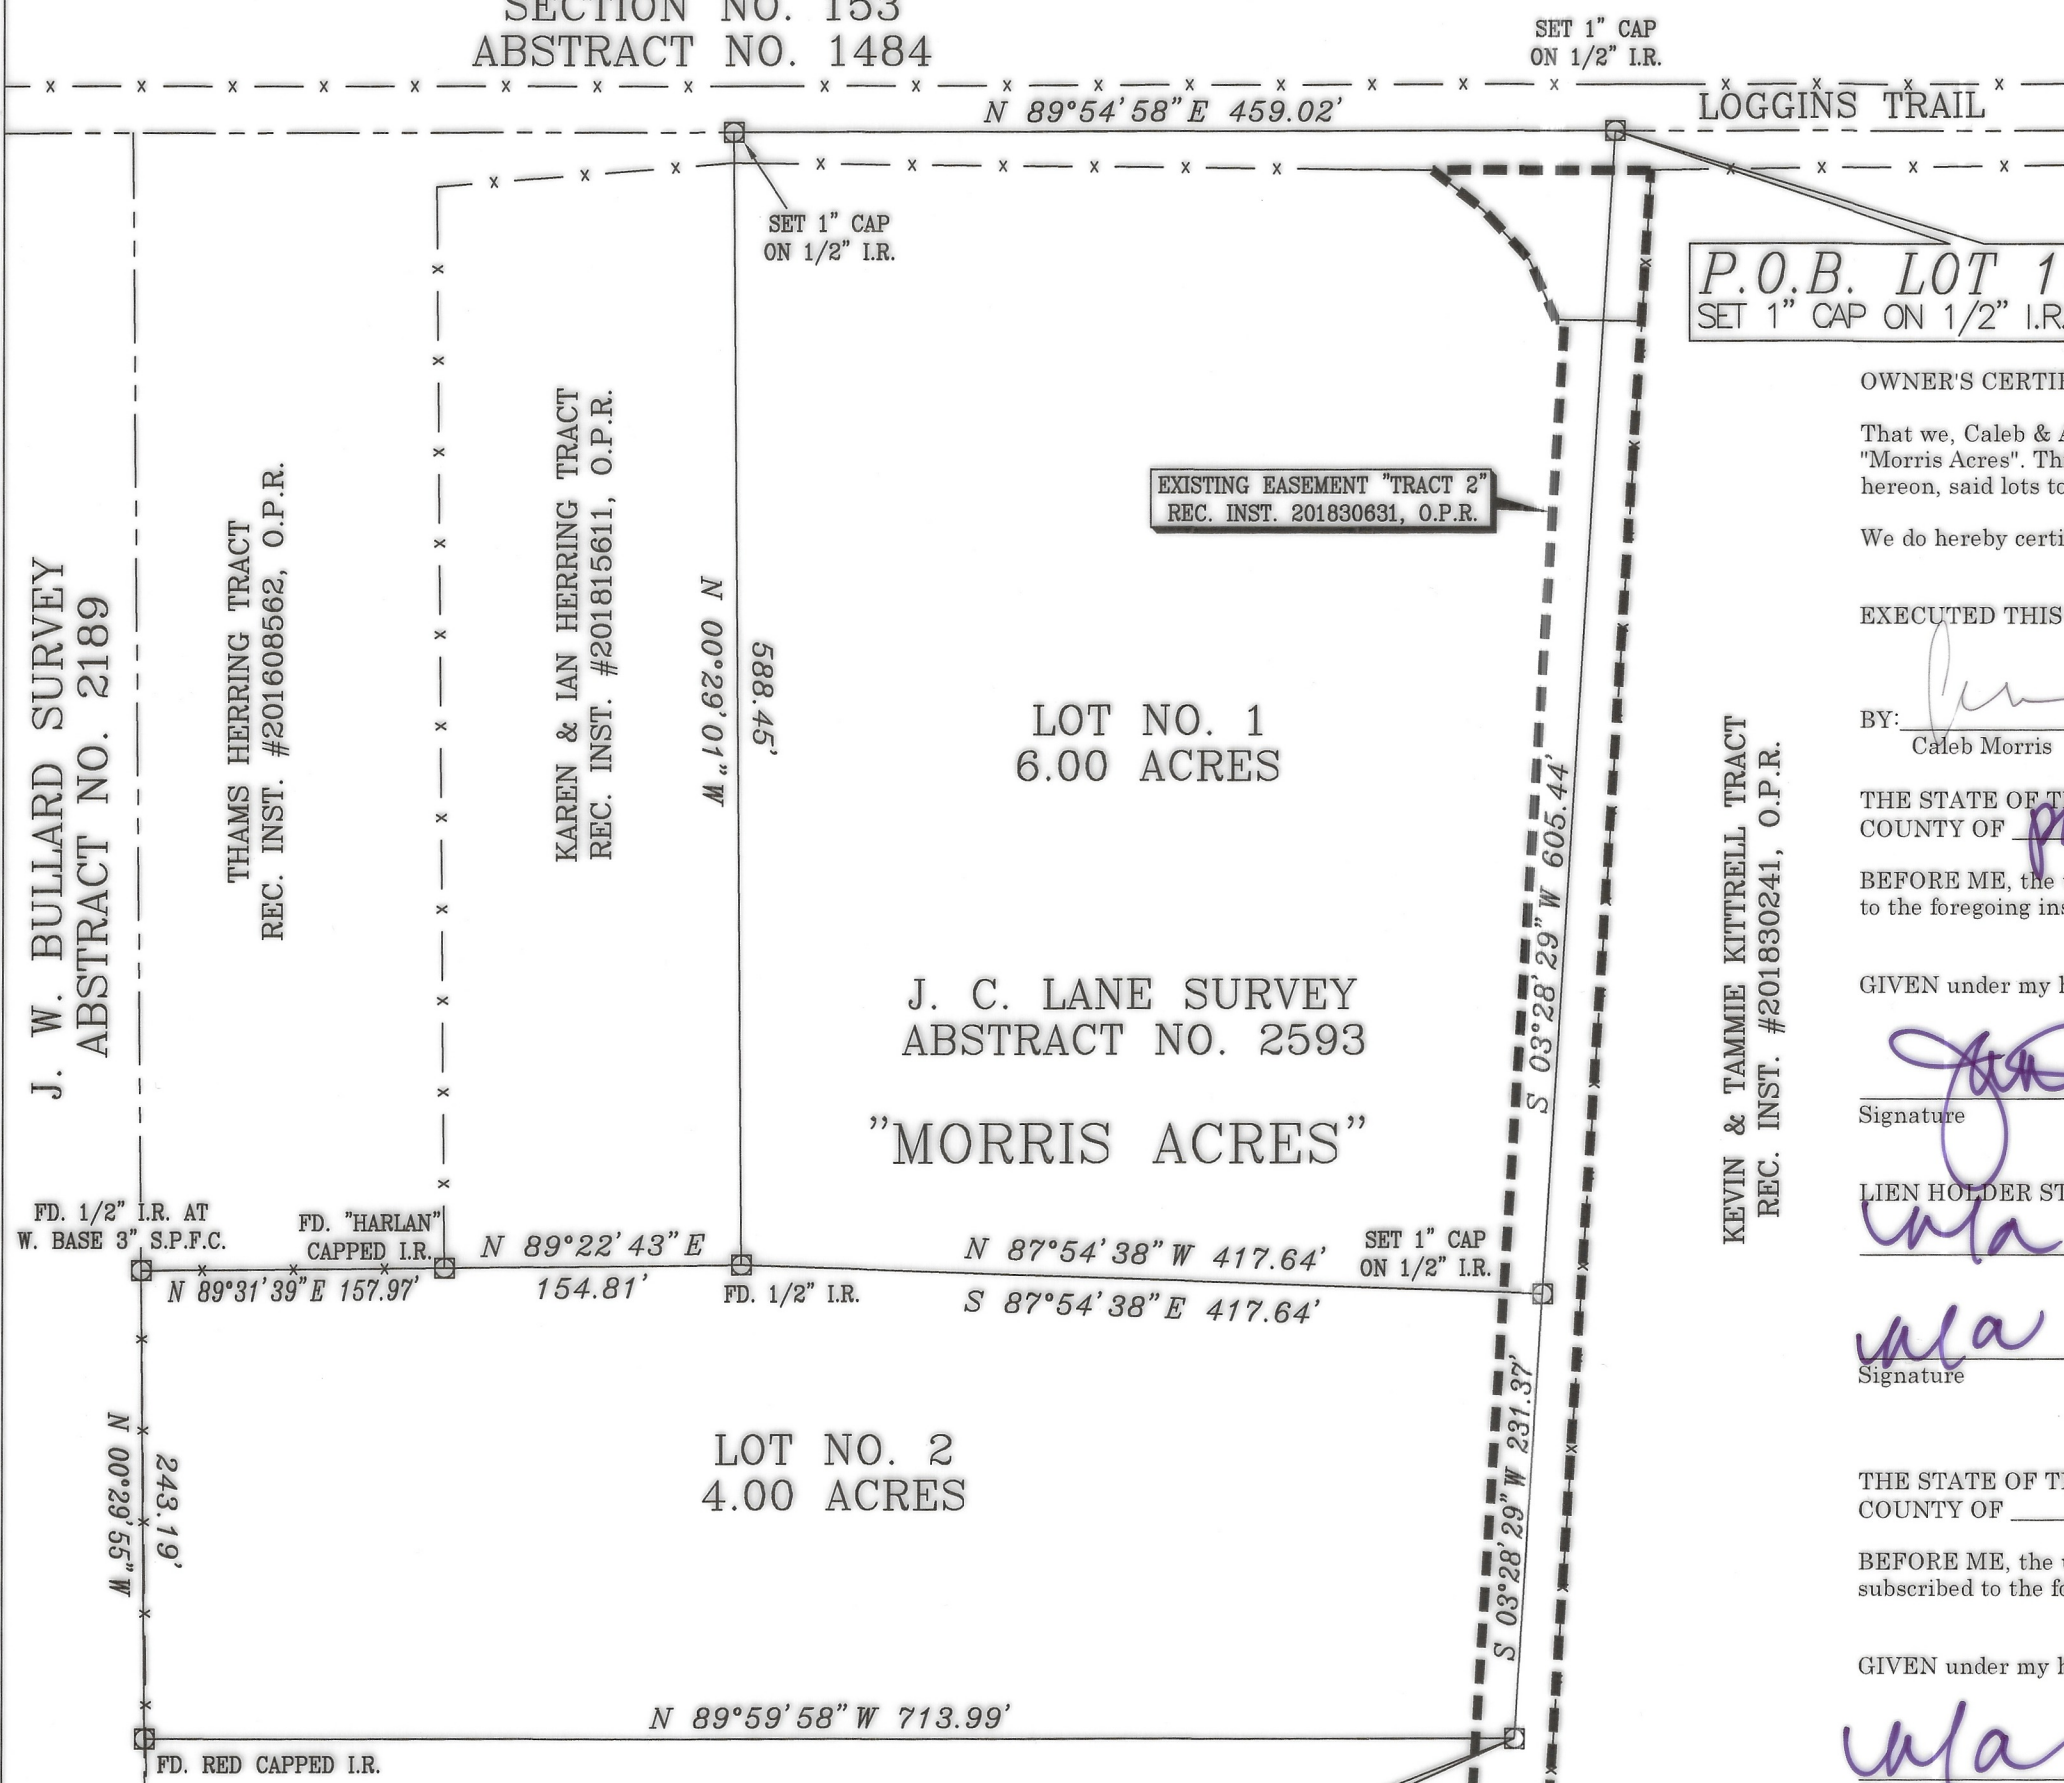 SECTION NO. 153
ABSTRACT NO. 1484
SET 1" CAP
ON 1/2" I.R.
N 89°54'58" E 459.02'
LOGGINS TRAIL
SET 1" CAP
ON 1/2" I.R.
P.O.B. LOT 1
SET 1" CAP ON 1/2" I.R.
J. W. BULLARD SURVEY
ABSTRACT NO. 2189
THAMS HERRING TRACT
REC. INST. #201608562, O.P.R.
KAREN & IAN HERRING TRACT
REC. INST. #201815611, O.P.R.
N 00°29'01" W
588.45'
EXISTING EASEMENT "TRACT 2"
REC. INST. 201830631, O.P.R.
LOT NO. 1
6.00 ACRES
J. C. LANE SURVEY
ABSTRACT NO. 2593
"MORRIS ACRES"
S 03°28'29" W 605.44'
KEVIN & TAMMIE KITTRELL TRACT
REC. INST. #201830241, O.P.R.
FD. 1/2" I.R. AT
W. BASE 3" S.P.F.C.
FD. "HARLAN"
CAPPED I.R.
N 89°31'39" E 157.97'
N 89°22'43" E
154.81'
FD. 1/2" I.R.
N 87°54'38" W 417.64'
S 87°54'38" E 417.64'
SET 1" CAP
ON 1/2" I.R.
N 00°29'55" W
243.19'
LOT NO. 2
4.00 ACRES
S 03°28'29" W 231.37'
N 89°59'58" W 713.99'
FD. RED CAPPED I.R.
OWNER'S CERTI
That we, Caleb &
"Morris Acres". Th
hereon, said lots to
We do hereby certi
EXECUTED THIS
BY:
Caleb Morris
THE STATE OF T
COUNTY OF
BEFORE ME, the
to the foregoing ins
GIVEN under my
Signature
LIEN HOLDER ST
n/a
n/a
Signature
THE STATE OF T
COUNTY OF
BEFORE ME, the
subscribed to the fo
GIVEN under my
n/a